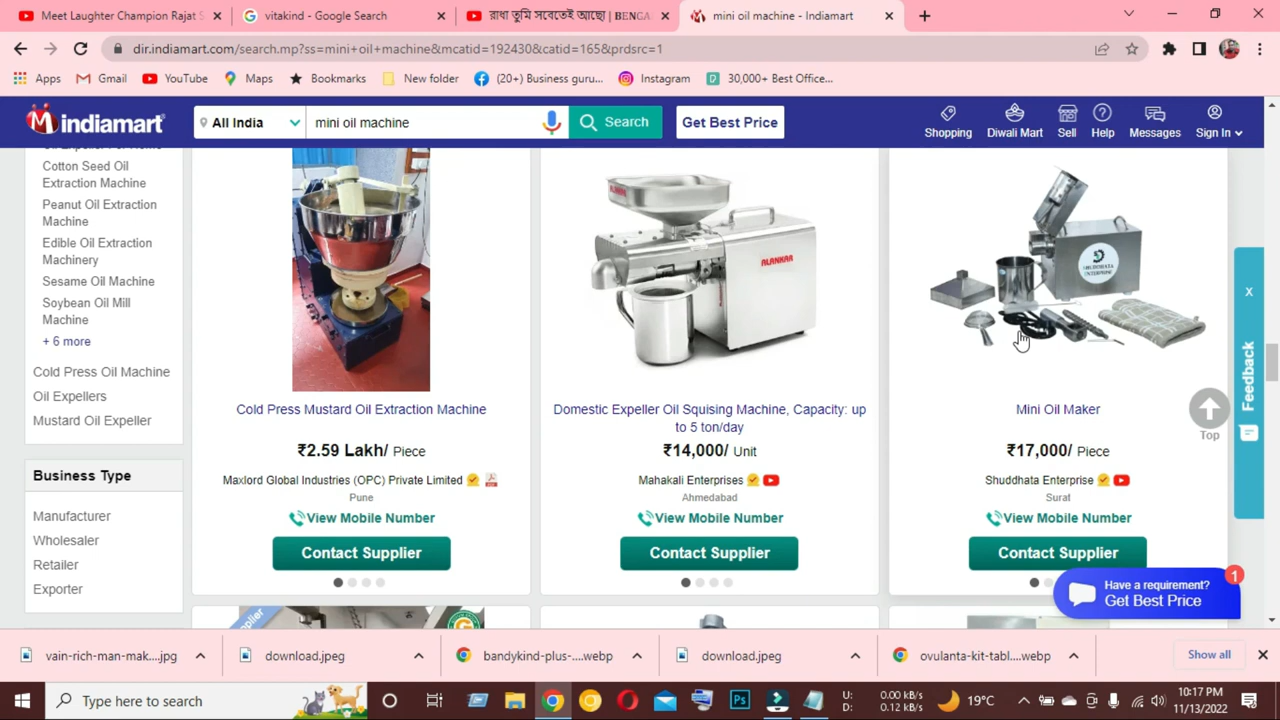 Meet Laughter Champion Rajat S
vitakind - Google Search
রাধা তুমি সবেতেই আছো | BENGA
mini oil machine - Indiamart
dir.indiamart.com/search.mp?ss=mini+oil+machine&mcatid=192430&catid=165&prdsrc=1
Apps
Gmail
YouTube
Maps
Bookmarks
New folder
(20+) Business guru...
Instagram
30,000+ Best Office...
indiamart
All India
mini oil machine
Search
Get Best Price
Shopping
Diwali Mart
Sell
Help
Messages
Sign In
Oil Expeller For Home
Cotton Seed Oil
Extraction Machine
Peanut Oil Extraction
Machine
Edible Oil Extraction
Machinery
Sesame Oil Machine
Soybean Oil Mill
Machine
+ 6 more
Cold Press Oil Machine
Oil Expellers
Mustard Oil Expeller
Business Type
Manufacturer
Wholesaler
Retailer
Exporter
Cold Press Mustard Oil Extraction Machine
₹2.59 Lakh/ Piece
Maxlord Global Industries (OPC) Private Limited
Pune
View Mobile Number
Contact Supplier
ALANKAR
ALANKAR
Domestic Expeller Oil Squising Machine, Capacity: up
to 5 ton/day
₹14,000/ Unit
Mahakali Enterprises
Ahmedabad
View Mobile Number
Contact Supplier
SHUDDHATA
ENTERPRISE
Mini Oil Maker
₹17,000/ Piece
Shuddhata Enterprise
Surat
View Mobile Number
Contact Supplier
x
Feedback
Top
Have a requirement?
Get Best Price
1
vain-rich-man-mak....jpg
download.jpeg
bandykind-plus-....webp
download.jpeg
ovulanta-kit-tabl....webp
Show all
Type here to search
U:
D:
0.00 kB/s
0.12 kB/s
19°C
10:17 PM
11/13/2022